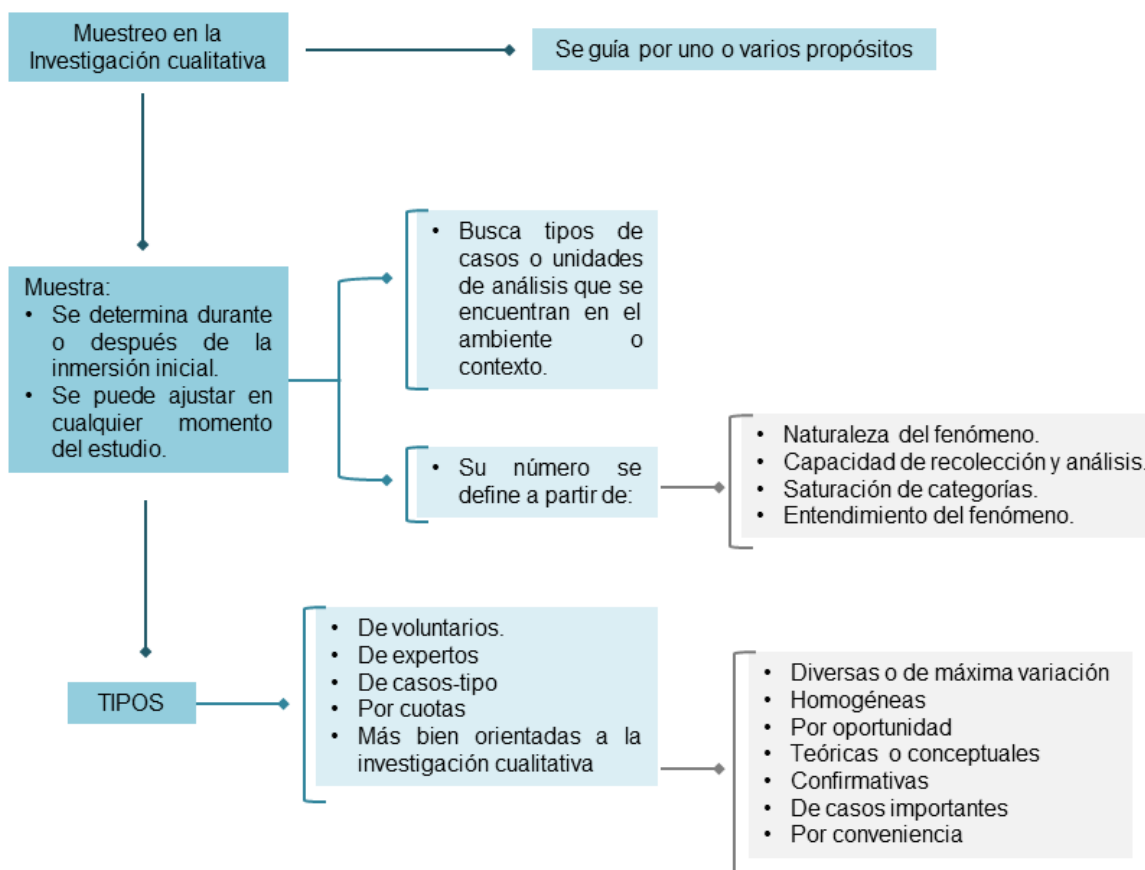 Muestreo en la
Investigación cualitativa
Se guía por uno o varios propósitos
• Busca tipos de
casos o unidades
de análisis que se
encuentran en el
ambiente o
contexto.
Muestra:
• Se determina durante
o después de la
inmersión inicial.
• Se puede ajustar en
cualquier momento
del estudio.
• Su número se
define a partir de:
• Naturaleza del fenómeno.
• Capacidad de recolección y análisis.
• Saturación de categorías.
• Entendimiento del fenómeno.
TIPOS
• De voluntarios.
• De expertos
• De casos-tipo
• Por cuotas
• Más bien orientadas a la
investigación cualitativa
• Diversas o de máxima variación
• Homogéneas
• Por oportunidad
• Teóricas o conceptuales
• Confirmativas
• De casos importantes
• Por conveniencia